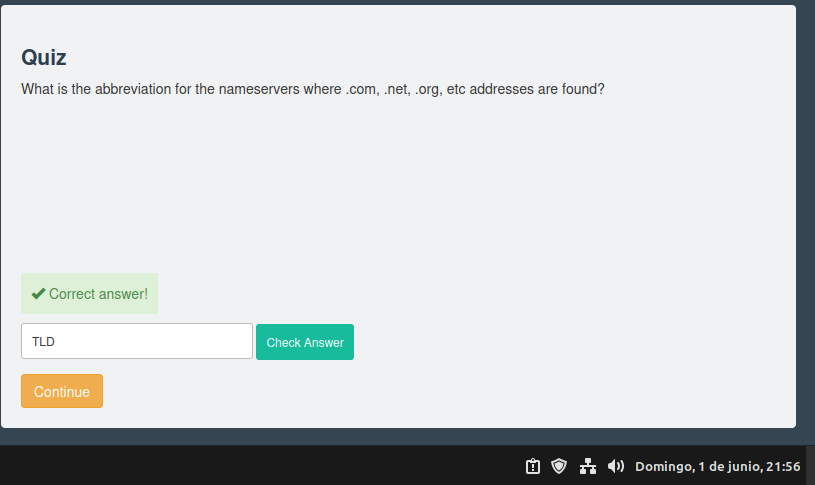 Quiz
What is the abbreviation for the nameservers where .com, .net, .org, etc addresses are found?
Correct answer!
TLD
Check Answer
Continue
Domingo, 1 de junio, 21:56